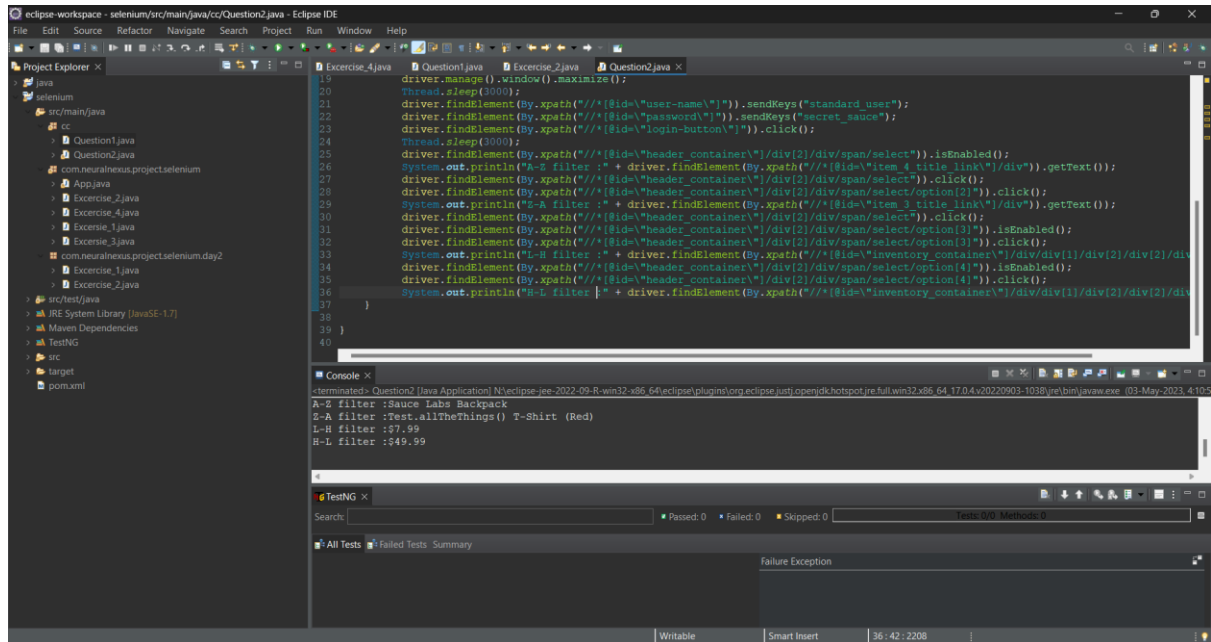 eclipse-workspace - selenium/src/main/java/cc/Question2.java - Eclipse IDE
File Edit Source Refactor Navigate Search Project Run Window Help
Project Explorer
java
selenium
src/main/java
cc
Question1.java
Question2.java
com.neuralnexus.project.selenium
App.java
Excercise_2.java
Excercise_4.java
Excersie_1.java
Excersie_3.java
com.neuralnexus.project.selenium.day2
Excercise_1.java
Excercise_2.java
src/test/java
JRE System Library [JavaSE-1.7]
Maven Dependencies
TestNG
src
target
pom.xml
Excercise_4.java Question1.java Excercise_2.java Question2.java
19 driver.manage().window().maximize();
20 Thread.sleep(3000);
21 driver.findElement(By.xpath("//*[@id=\"user-name\"]")).sendKeys("standard_user");
22 driver.findElement(By.xpath("//*[@id=\"password\"]")).sendKeys("secret_sauce");
23 driver.findElement(By.xpath("//*[@id=\"login-button\"]")).click();
24 Thread.sleep(3000);
25 driver.findElement(By.xpath("//*[@id=\"header_container\"]/div[2]/div/span/select")).isEnabled();
26 System.out.println("A-Z filter :" + driver.findElement(By.xpath("//*[@id=\"item_4_title_link\"]/div")).getText());
27 driver.findElement(By.xpath("//*[@id=\"header_container\"]/div[2]/div/span/select")).click();
28 driver.findElement(By.xpath("//*[@id=\"header_container\"]/div[2]/div/span/select/option[2]")).click();
29 System.out.println("Z-A filter :" + driver.findElement(By.xpath("//*[@id=\"item_3_title_link\"]/div")).getText());
30 driver.findElement(By.xpath("//*[@id=\"header_container\"]/div[2]/div/span/select")).click();
31 driver.findElement(By.xpath("//*[@id=\"header_container\"]/div[2]/div/span/select/option[3]")).isEnabled();
32 driver.findElement(By.xpath("//*[@id=\"header_container\"]/div[2]/div/span/select/option[3]")).click();
33 System.out.println("L-H filter :" + driver.findElement(By.xpath("//*[@id=\"inventory_container\"]/div/div[1]/div[2]/div[2]/div
34 driver.findElement(By.xpath("//*[@id=\"header_container\"]/div[2]/div/span/select/option[4]")).isEnabled();
35 driver.findElement(By.xpath("//*[@id=\"header_container\"]/div[2]/div/span/select/option[4]")).click();
36 System.out.println("H-L filter :" + driver.findElement(By.xpath("//*[@id=\"inventory_container\"]/div/div[1]/div[2]/div[2]/div
37 }
38
39 }
40
Console
<terminated> Question2 [Java Application] N:\eclipse-jee-2022-09-R-win32-x86_64\eclipse\plugins\org.eclipse.justj.openjdk.hotspot.jre.full.win32.x86_64_17.0.4.v20220903-1038\jre\bin\javaw.exe (03-May-2023, 4:10:5
A-Z filter :Sauce Labs Backpack
Z-A filter :Test.allTheThings() T-Shirt (Red)
L-H filter :$7.99
H-L filter :$49.99
TestNG
Search: Passed: 0 Failed: 0 Skipped: 0 Tests: 0/0 Methods: 0
All Tests Failed Tests Summary
Failure Exception
Writable Smart Insert 36 : 42 : 2208